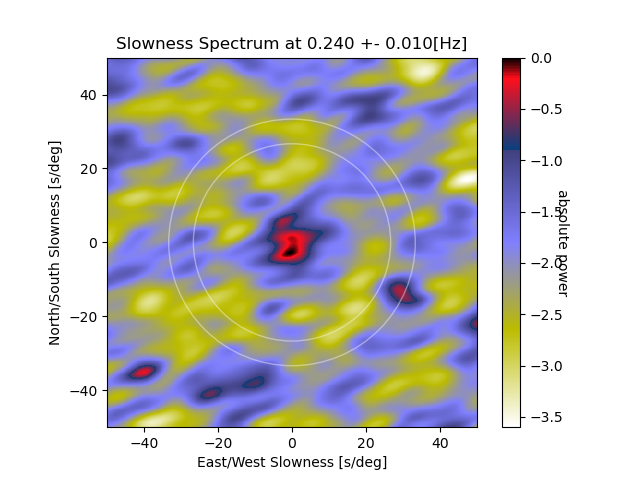 Slowness Spectrum at 0.240 +- 0.010[Hz]
North/South Slowness [s/deg]
40
20
0
−20
−40
−40 −20 0 20 40
East/West Slowness [s/deg]
0.0
−0.5
−1.0
−1.5
−2.0
−2.5
−3.0
−3.5
absolute power